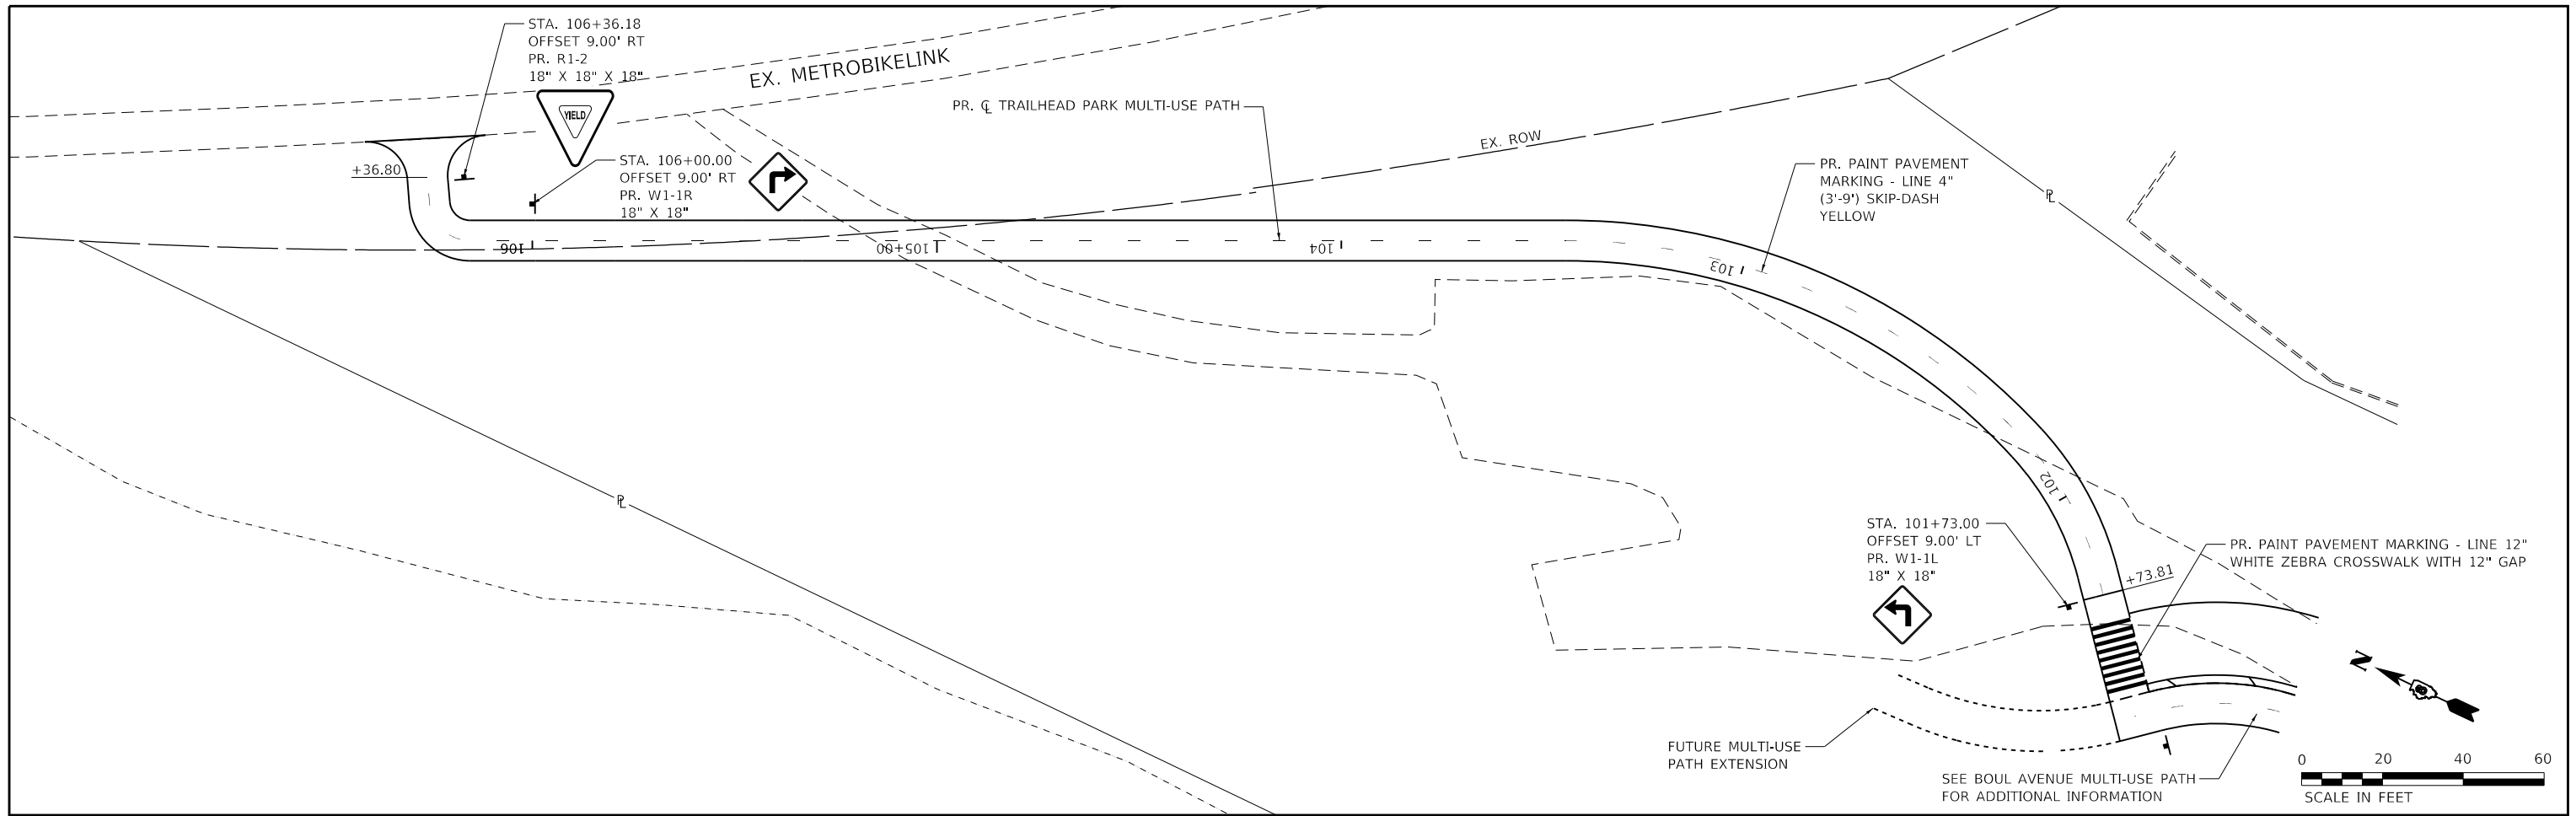 STA. 106+36.18
OFFSET 9.00' RT
PR. R1-2
18" X 18" X 18"
YIELD
EX. METROBIKELINK
PR. ℄ TRAILHEAD PARK MULTI-USE PATH
EX. ROW
+36.80
STA. 106+00.00
OFFSET 9.00' RT
PR. W1-1R
18" X 18"
PR. PAINT PAVEMENT
MARKING - LINE 4"
(3'-9') SKIP-DASH
YELLOW
PL
106
105+00
104
103
102
PL
STA. 101+73.00
OFFSET 9.00' LT
PR. W1-1L
18" X 18"
PR. PAINT PAVEMENT MARKING - LINE 12"
WHITE ZEBRA CROSSWALK WITH 12" GAP
+73.81
N
FUTURE MULTI-USE
PATH EXTENSION
SEE BOUL AVENUE MULTI-USE PATH
FOR ADDITIONAL INFORMATION
0 20 40 60
SCALE IN FEET